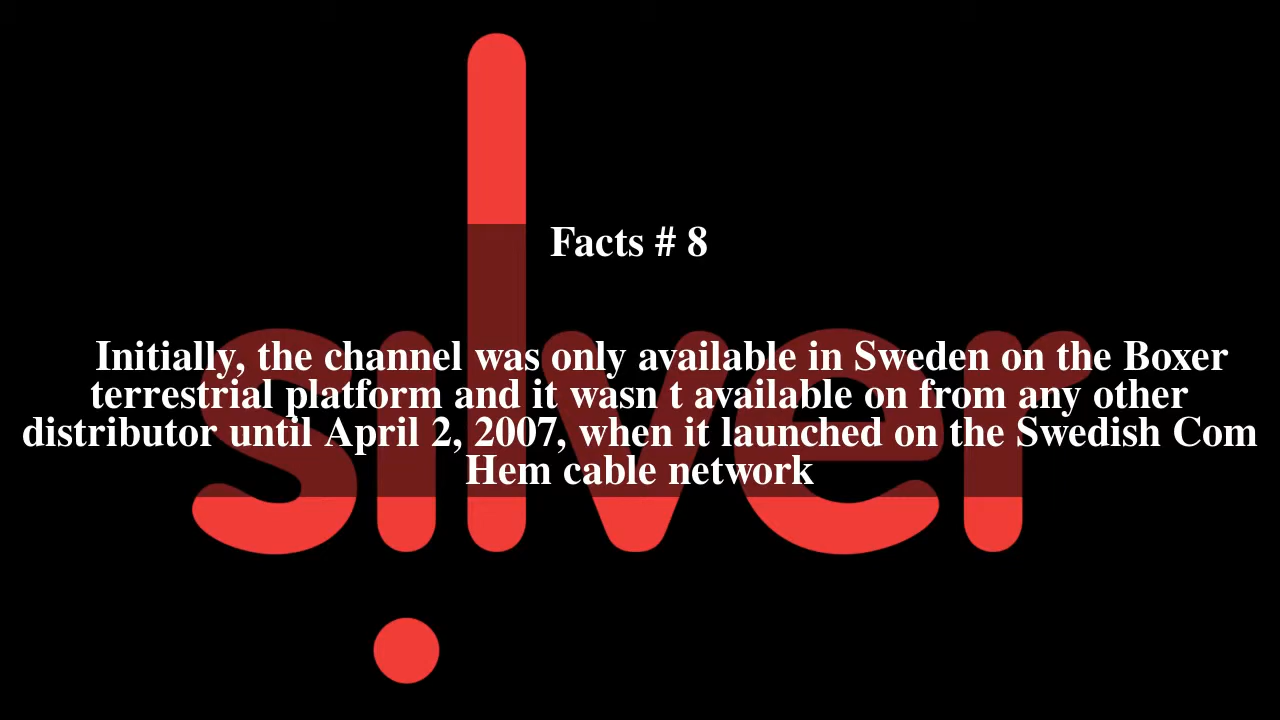 Facts # 8
Initially, the channel was only available in Sweden on the Boxer
terrestrial platform and it wasn t available on from any other
distributor until April 2, 2007, when it launched on the Swedish Com
Hem cable network
silver